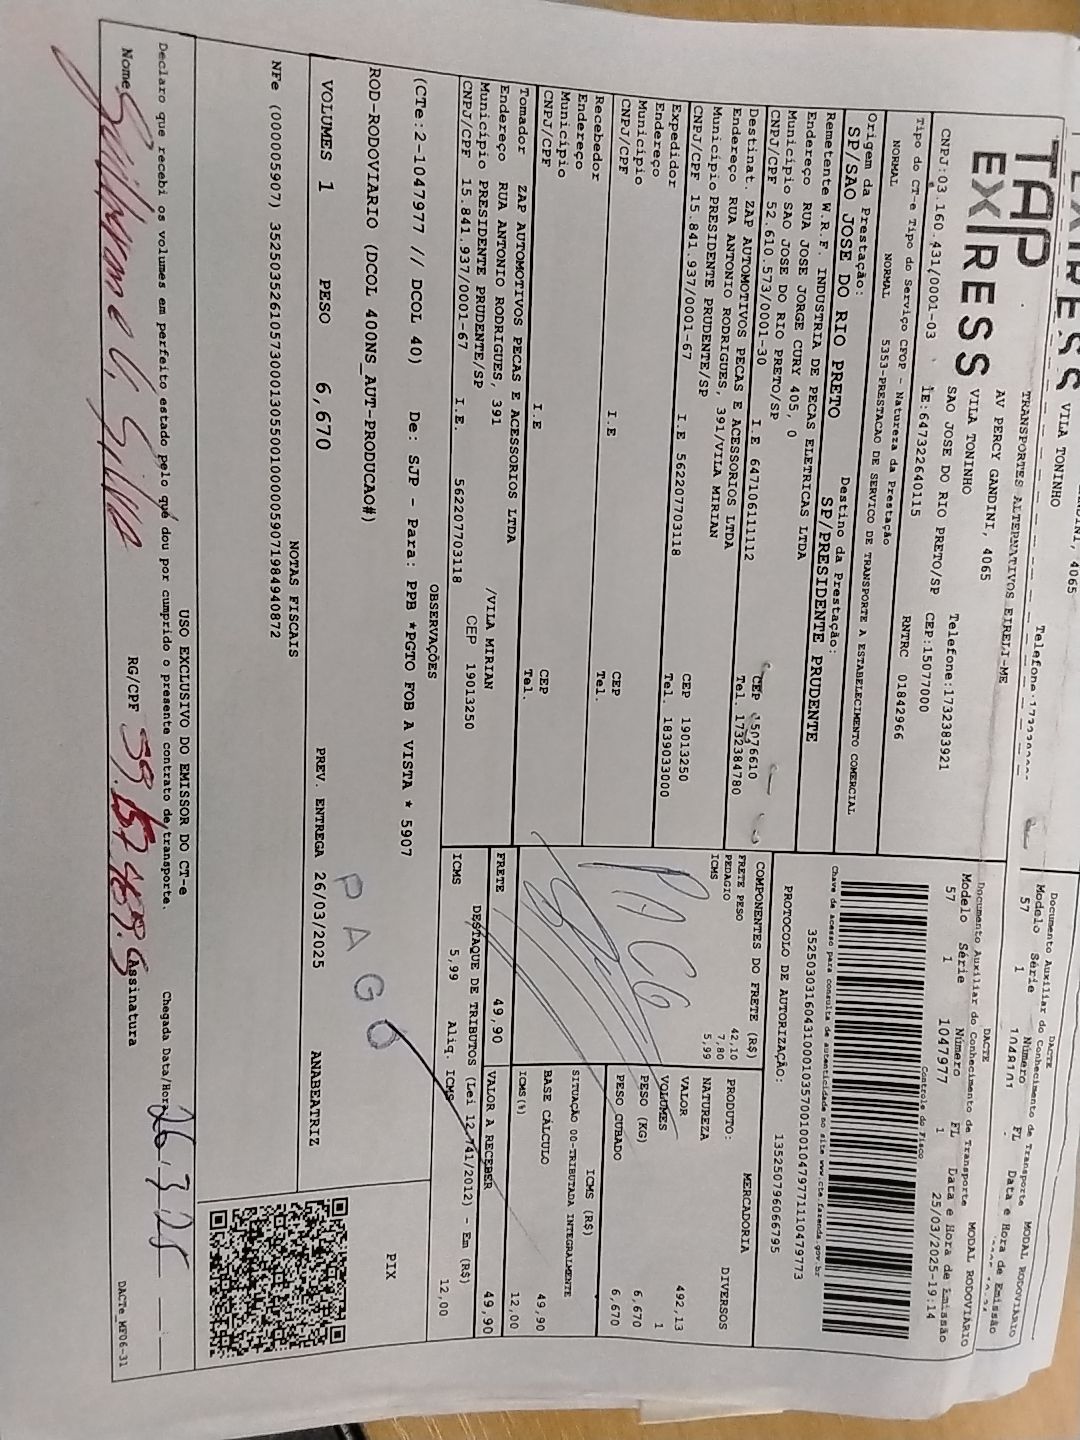 VILA TONINHO
TAP
EXPRESS
TRANSPORTES ALTERNATIVOS EIRELI-ME
AV PERCY GANDINI, 4065
VILA TONINHO
SAO JOSE DO RIO PRETO/SP
Telefone:1732383921
CNPJ:03.160.431/0001-03 IE:647322640115 CEP:15077000
DACTE
Documento Auxiliar do Conhecimento de Transporte
MODAL RODOVIARIO
Modelo Série Número FL Data e Hora de Emissão
57 1 1047977 1 25/03/2025-19:14
Controle do Fisco
Tipo do CT-e Tipo do Serviço CFOP - Natureza da Prestação RNTRC 01842966
NORMAL NORMAL 5353-PRESTACAO DE SERVICO DE TRANSPORTE A ESTABELECIMENTO COMERCIAL
Origem da Prestação: Destino da Prestação:
SP/SAO JOSE DO RIO PRETO SP/PRESIDENTE PRUDENTE
Chave de acesso para consulta de autenticidade no site www.cte.fazenda.gov.br
35250303160431000103570010010479771110479773
PROTOCOLO DE AUTORIZAÇÃO: 135250796066795
Remetente W.R.F. INDUSTRIA DE PECAS ELETRICAS LTDA
Endereço RUA JOSE JORGE CURY 405, 0 CEP 15076610
Município SAO JOSE DO RIO PRETO/SP Tel. 1732384780
CNPJ/CPF 52.610.573/0001-30 I.E 647106111112
Destinat. ZAP AUTOMOTIVOS PECAS E ACESSORIOS LTDA
Endereço RUA ANTONIO RODRIGUES, 391/VILA MIRIAN
Município PRESIDENTE PRUDENTE/SP CEP 19013250
CNPJ/CPF 15.841.937/0001-67 I.E 562207703118 Tel. 1839033000
Expedidor
Endereço
Município CEP
CNPJ/CPF I.E Tel.
Recebedor
Endereço
Município CEP
CNPJ/CPF I.E Tel.
Tomador ZAP AUTOMOTIVOS PECAS E ACESSORIOS LTDA
Endereço RUA ANTONIO RODRIGUES, 391 /VILA MIRIAN
Município PRESIDENTE PRUDENTE/SP CEP 19013250
CNPJ/CPF 15.841.937/0001-67 I.E. 562207703118
COMPONENTES DO FRETE (R$)
FRETE PESO 42,10
PEDAGIO 7,80
ICMS 5,99
PAGO
PRODUTO: MERCADORIA
NATUREZA DIVERSOS
VALOR 492,13
VOLUMES 1
PESO (KG) 6,670
PESO CUBADO 6,670
ICMS (R$)
SITUAÇÃO 00-TRIBUTADA INTEGRALMENTE
BASE CÁLCULO 49,90
ICMS(%) 12,00
FRETE 49,90 VALOR A RECEBER 49,90
DESTAQUE DE TRIBUTOS (Lei 12.741/2012) - Em (R$)
ICMS 5,99 Aliq. ICMS 12,00
OBSERVAÇÕES
(CTe:2-1047977 // DCOL 40) De: SJP - Para: PPB *PGTO FOB A VISTA * 5907
ROD-RODOVIARIO (DCOL 400NS_AUT-PRODUCAO#)
PAGO
PIX
VOLUMES 1 PESO 6,670 PREV. ENTREGA 26/03/2025 ANABEATRIZ
NOTAS FISCAIS
NFe (000005907) 35250352610573000130550010000059071984940872
USO EXCLUSIVO DO EMISSOR DO CT-e
Declaro que recebi os volumes em perfeito estado pelo que dou por cumprido o presente contrato de transporte.
Chegada Data/Hora 26/3/25
Nome Guilherme G. Silva RG/CPF Assinatura
DACTe_MF06-31